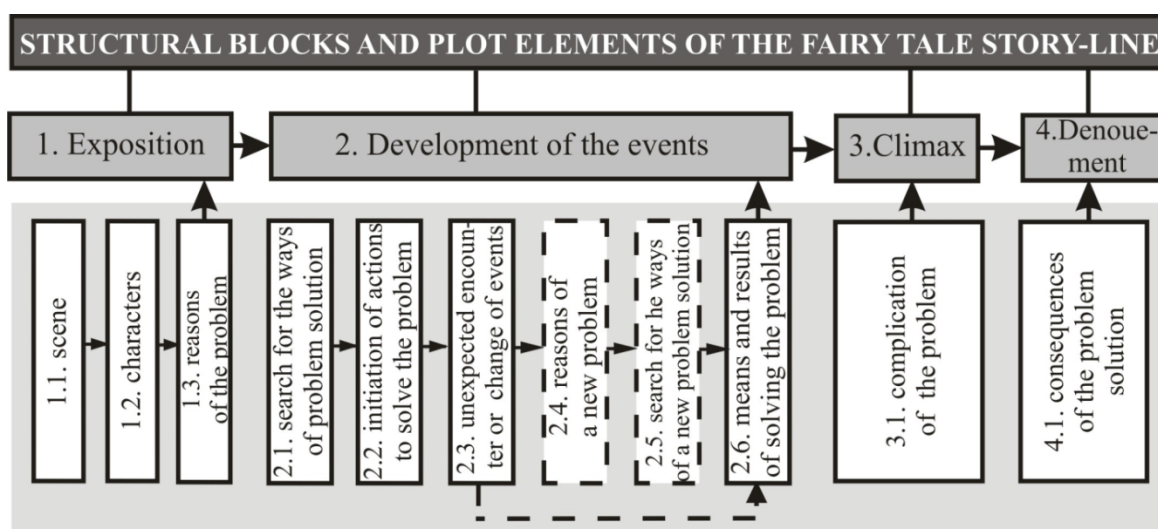 STRUCTURAL BLOCKS AND PLOT ELEMENTS OF THE FAIRY TALE STORY-LINE
1. Exposition
2. Development of the events
3.Climax
4.Denoue-
ment
1.1. scene
1.2. characters
1.3. reasons
of the problem
2.1. search for the ways
of problem solution
2.2. initiation of actions
to solve the problem
2.3. unexpected encoun-
ter or change of events
2.4. reasons of
a new problem
2.5. search for he ways
of a new problem solution
2.6. means and results
of solving the problem
3.1. complication
of the problem
4.1. consequences
of the problem
solution